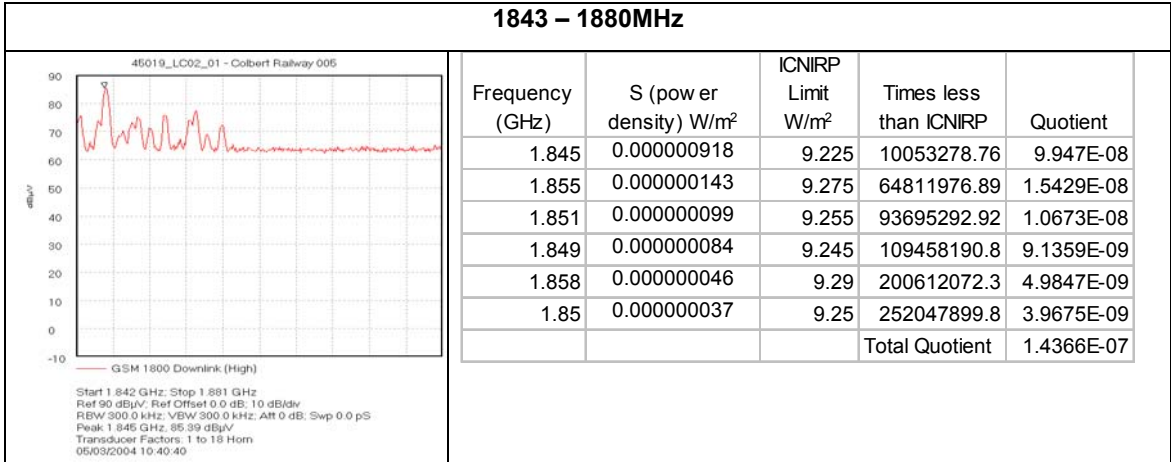 1843 – 1880MHz
45019_LC02_01 - Colbert Railway 005
90
80
70
60
50
40
30
20
10
0
-10
dBµV
GSM 1800 Downlink (High)
Start 1.842 GHz; Stop 1.881 GHz
Ref 90 dBµV; Ref Offset 0.0 dB; 10 dB/div
RBW 300.0 kHz; VBW 300.0 kHz; Att 0 dB; Swp 0.0 pS
Peak 1.845 GHz, 85.39 dBµV
Transducer Factors: 1 to 18 Horn
05/03/2004 10:40:40
Frequency (GHz) S (pow er density) W/m² ICNIRP Limit W/m² Times less than ICNIRP Quotient
1.845 0.000000918 9.225 10053278.76 9.947E-08
1.855 0.000000143 9.275 64811976.89 1.5429E-08
1.851 0.000000099 9.255 93695292.92 1.0673E-08
1.849 0.000000084 9.245 109458190.8 9.1359E-09
1.858 0.000000046 9.29 200612072.3 4.9847E-09
1.85 0.000000037 9.25 252047899.8 3.9675E-09
Total Quotient 1.4366E-07